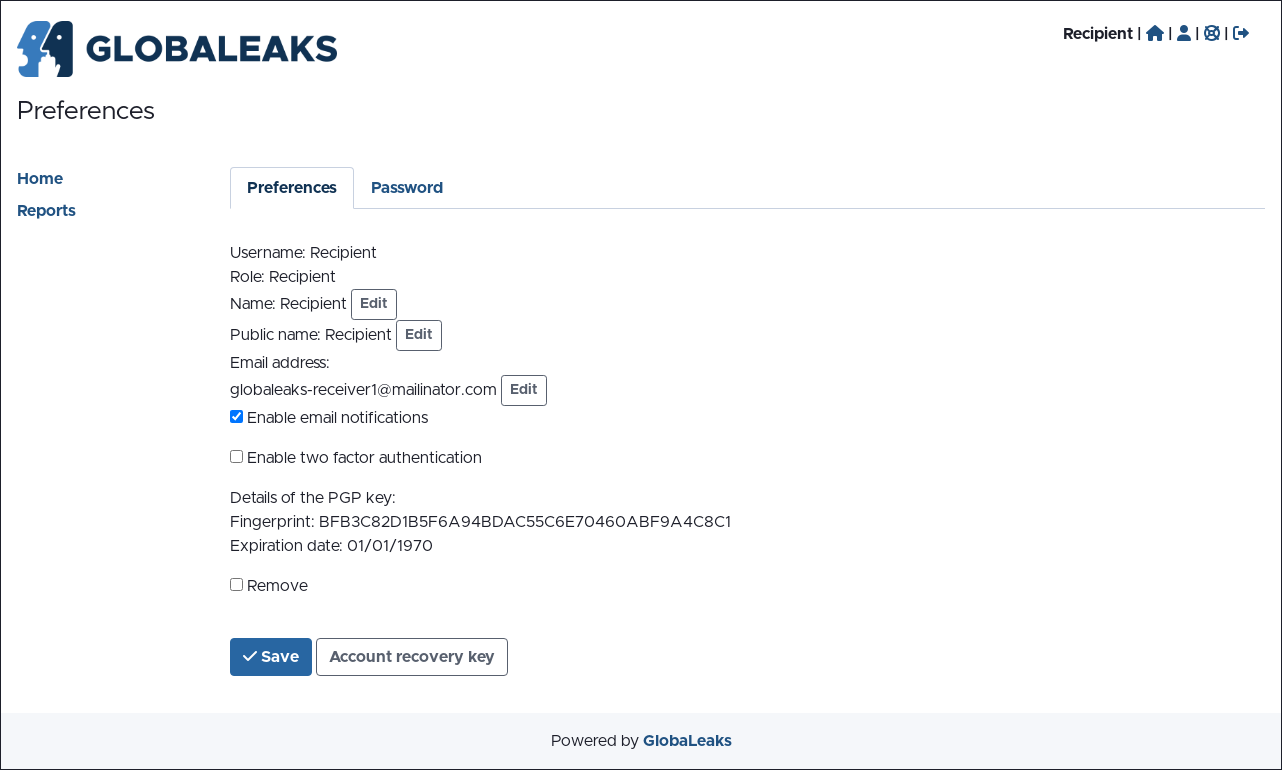 GLOBALEAKS
Recipient | | | |
Preferences
Home
Reports
Preferences
Password
Username: Recipient
Role: Recipient
Name: Recipient Edit
Public name: Recipient Edit
Email address:
globaleaks-receiver1@mailinator.com Edit
Enable email notifications
Enable two factor authentication
Details of the PGP key:
Fingerprint: BFB3C82D1B5F6A94BDAC55C6E70460ABF9A4C8C1
Expiration date: 01/01/1970
Remove
Save
Account recovery key
Powered by GlobaLeaks